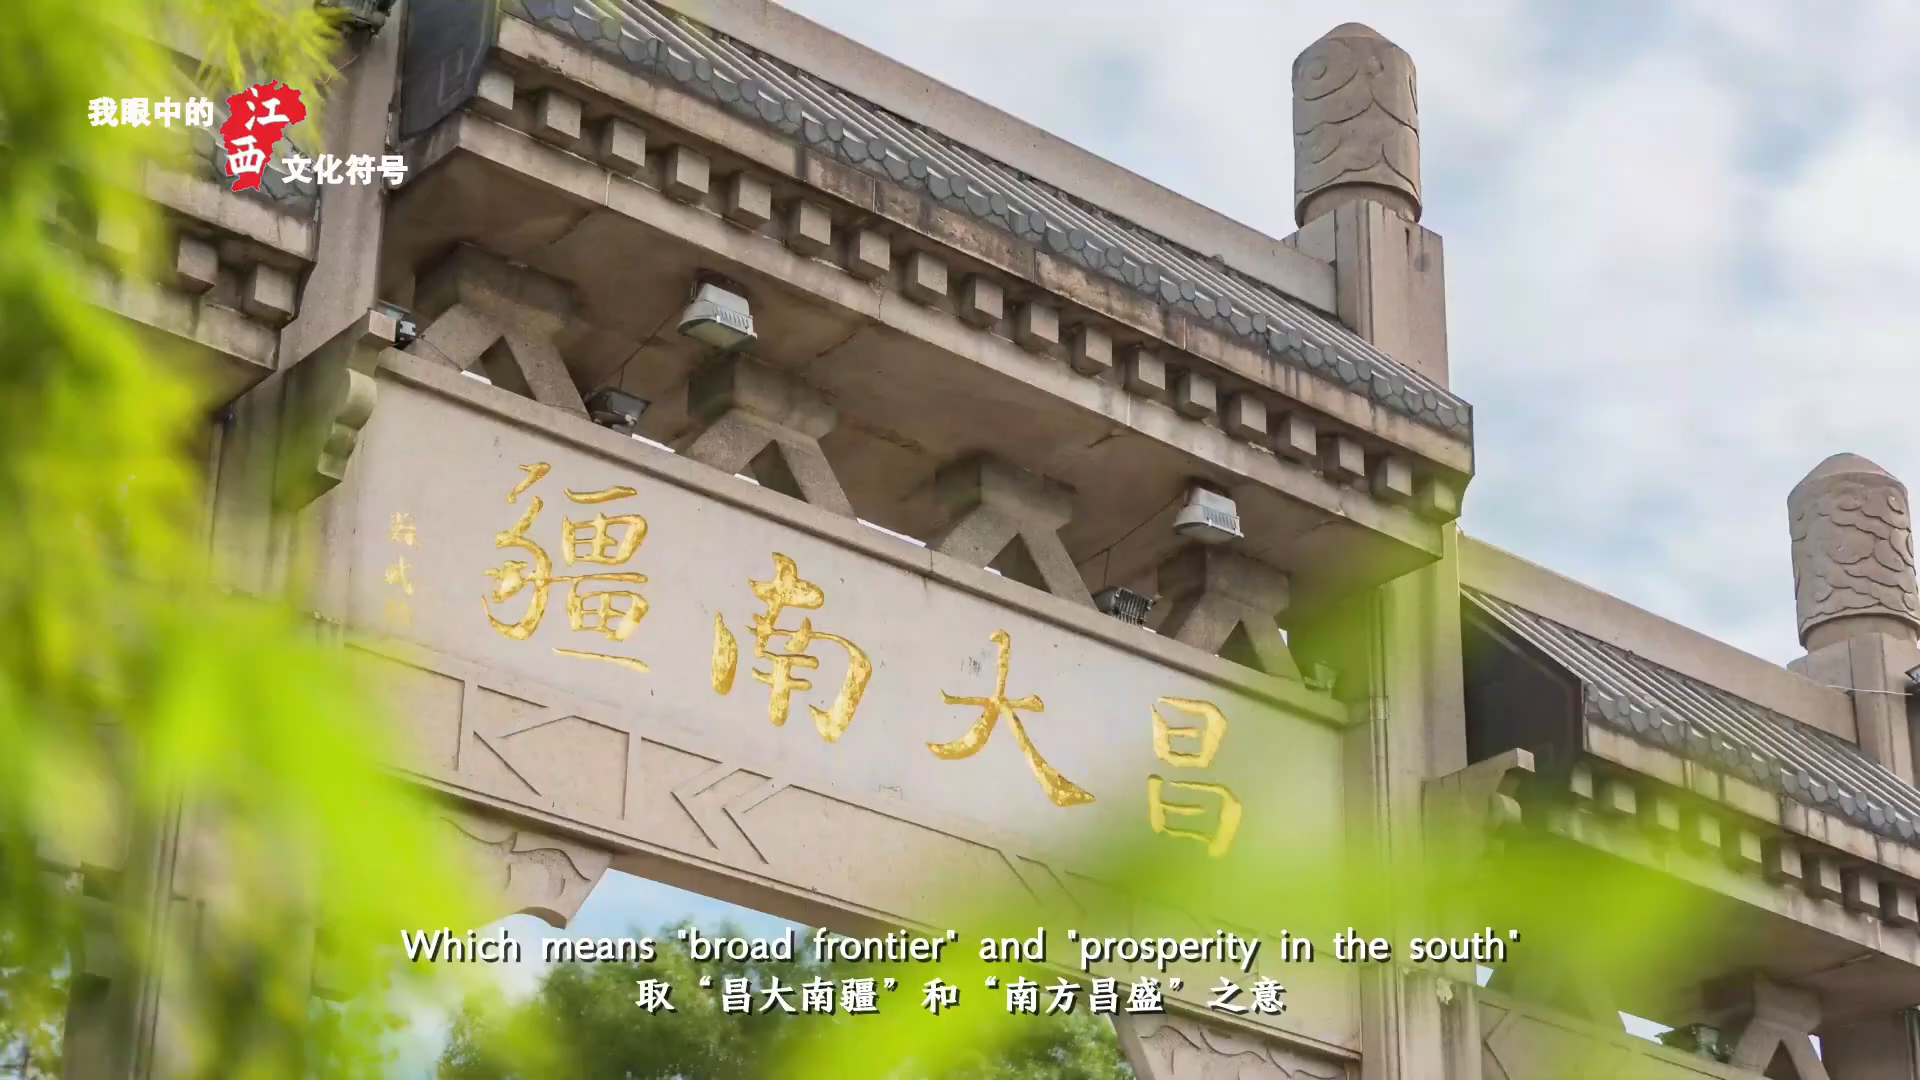 我眼中的江西文化符号
昌大南疆
Which means "broad frontier" and "prosperity in the south"
取“昌大南疆”和“南方昌盛”之意